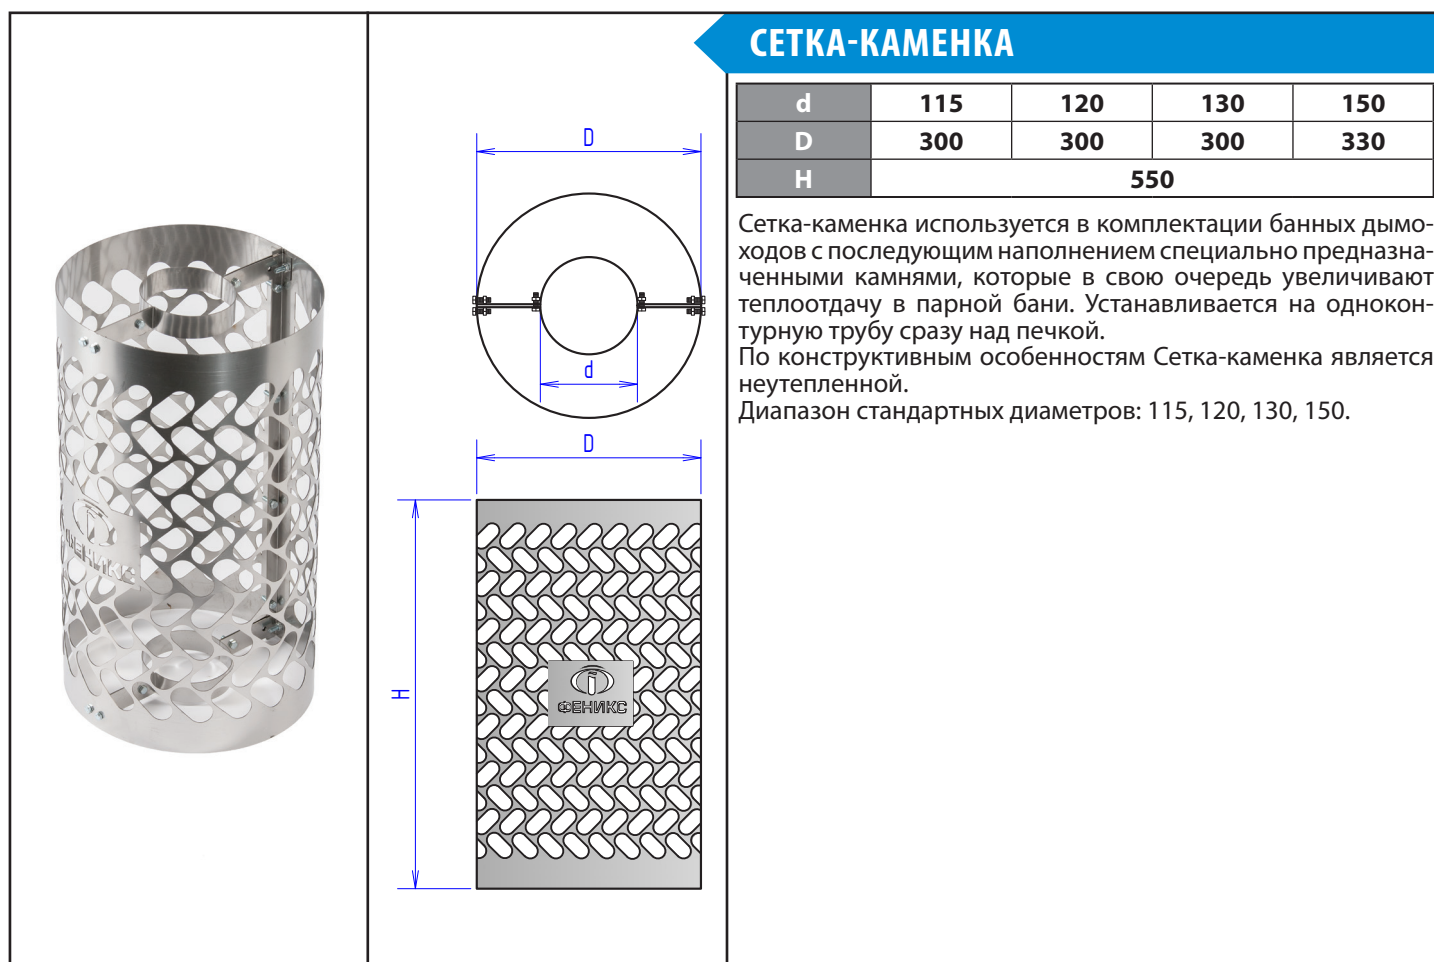 СЕТКА-КАМЕНКА
d 115 120 130 150
D 300 300 300 330
H 550
Сетка-каменка используется в комплектации банных дымо-
ходов с последующим наполнением специально предназна-
ченными камнями, которые в свою очередь увеличивают
теплоотдачу в парной бани. Устанавливается на однокон-
турную трубу сразу над печкой.
По конструктивным особенностям Сетка-каменка является
неутепленной.
Диапазон стандартных диаметров: 115, 120, 130, 150.
D
d
D
H
ФЕНИКС
ФЕНИКС